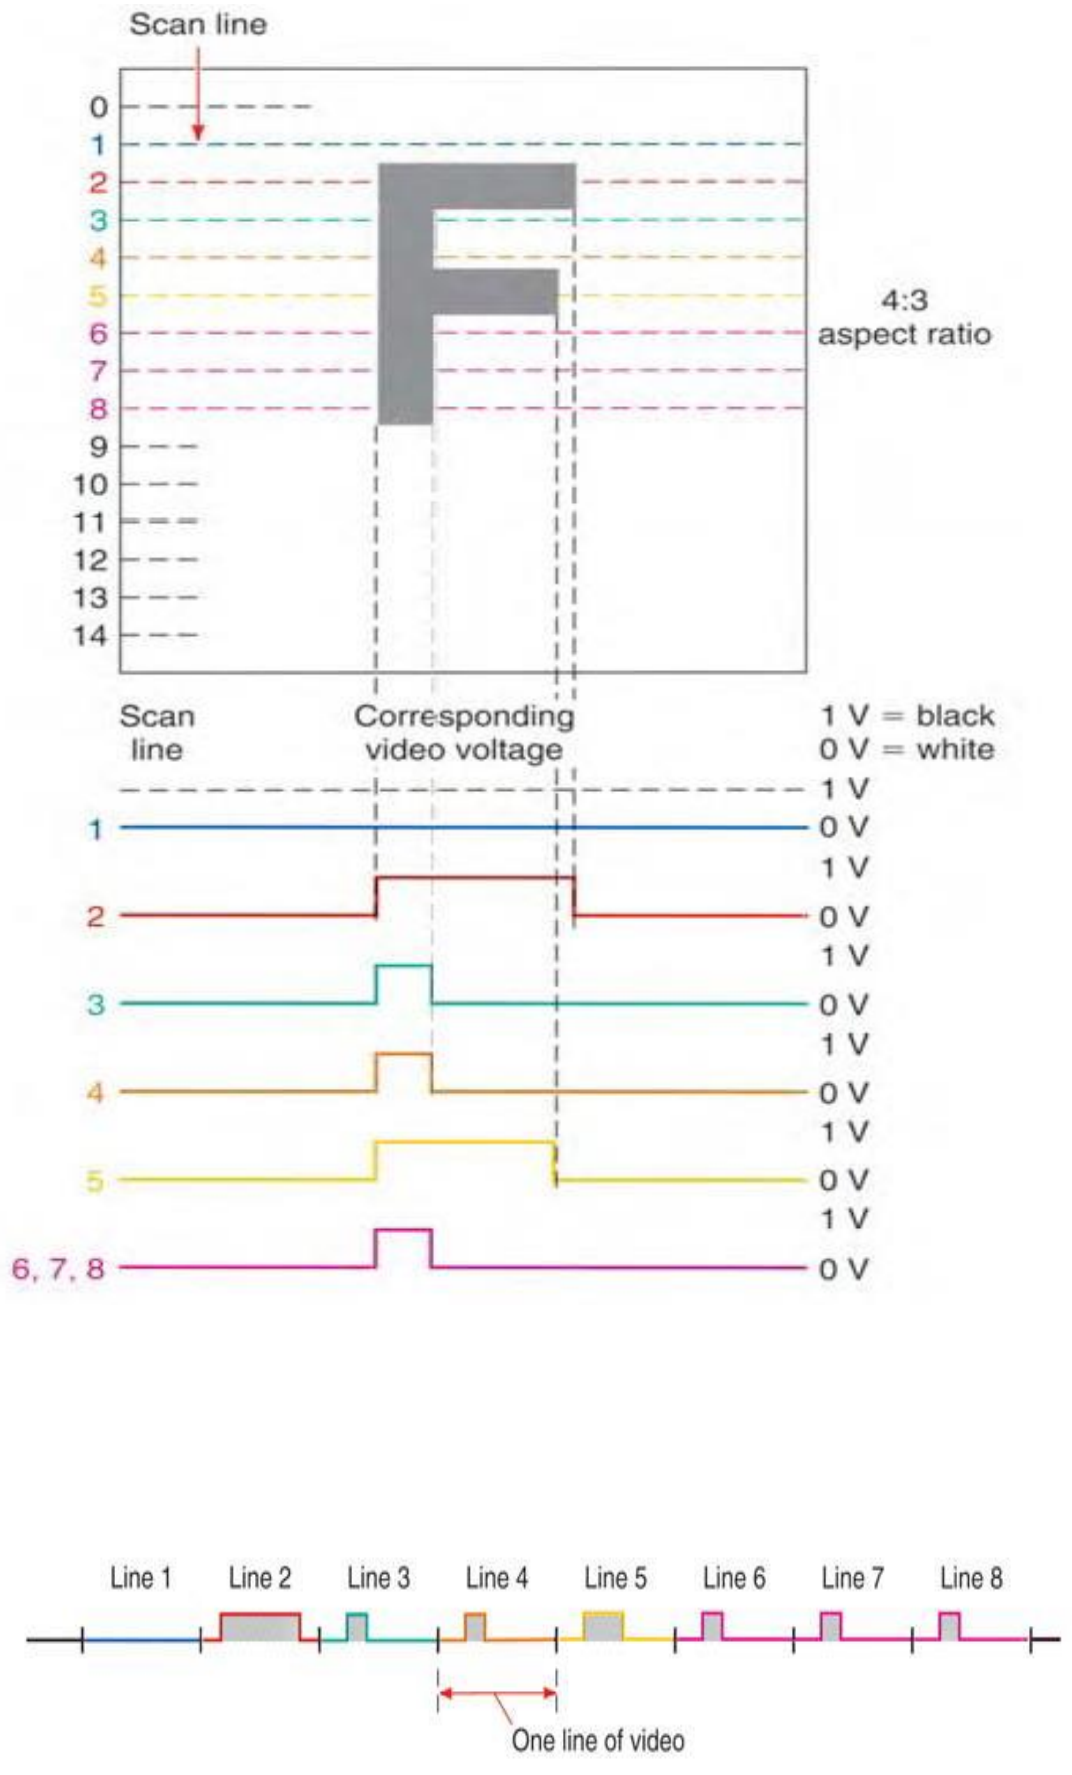 Scan line
0
1
2
3
4
5
6
7
8
9
10
11
12
13
14
4:3
aspect ratio
Scan
line
Corresponding
video voltage
1 V = black
0 V = white
1 V
1
0 V
1 V
2
0 V
1 V
3
0 V
1 V
4
0 V
1 V
5
0 V
1 V
6, 7, 8
0 V
Line 1 Line 2 Line 3 Line 4 Line 5 Line 6 Line 7 Line 8
One line of video